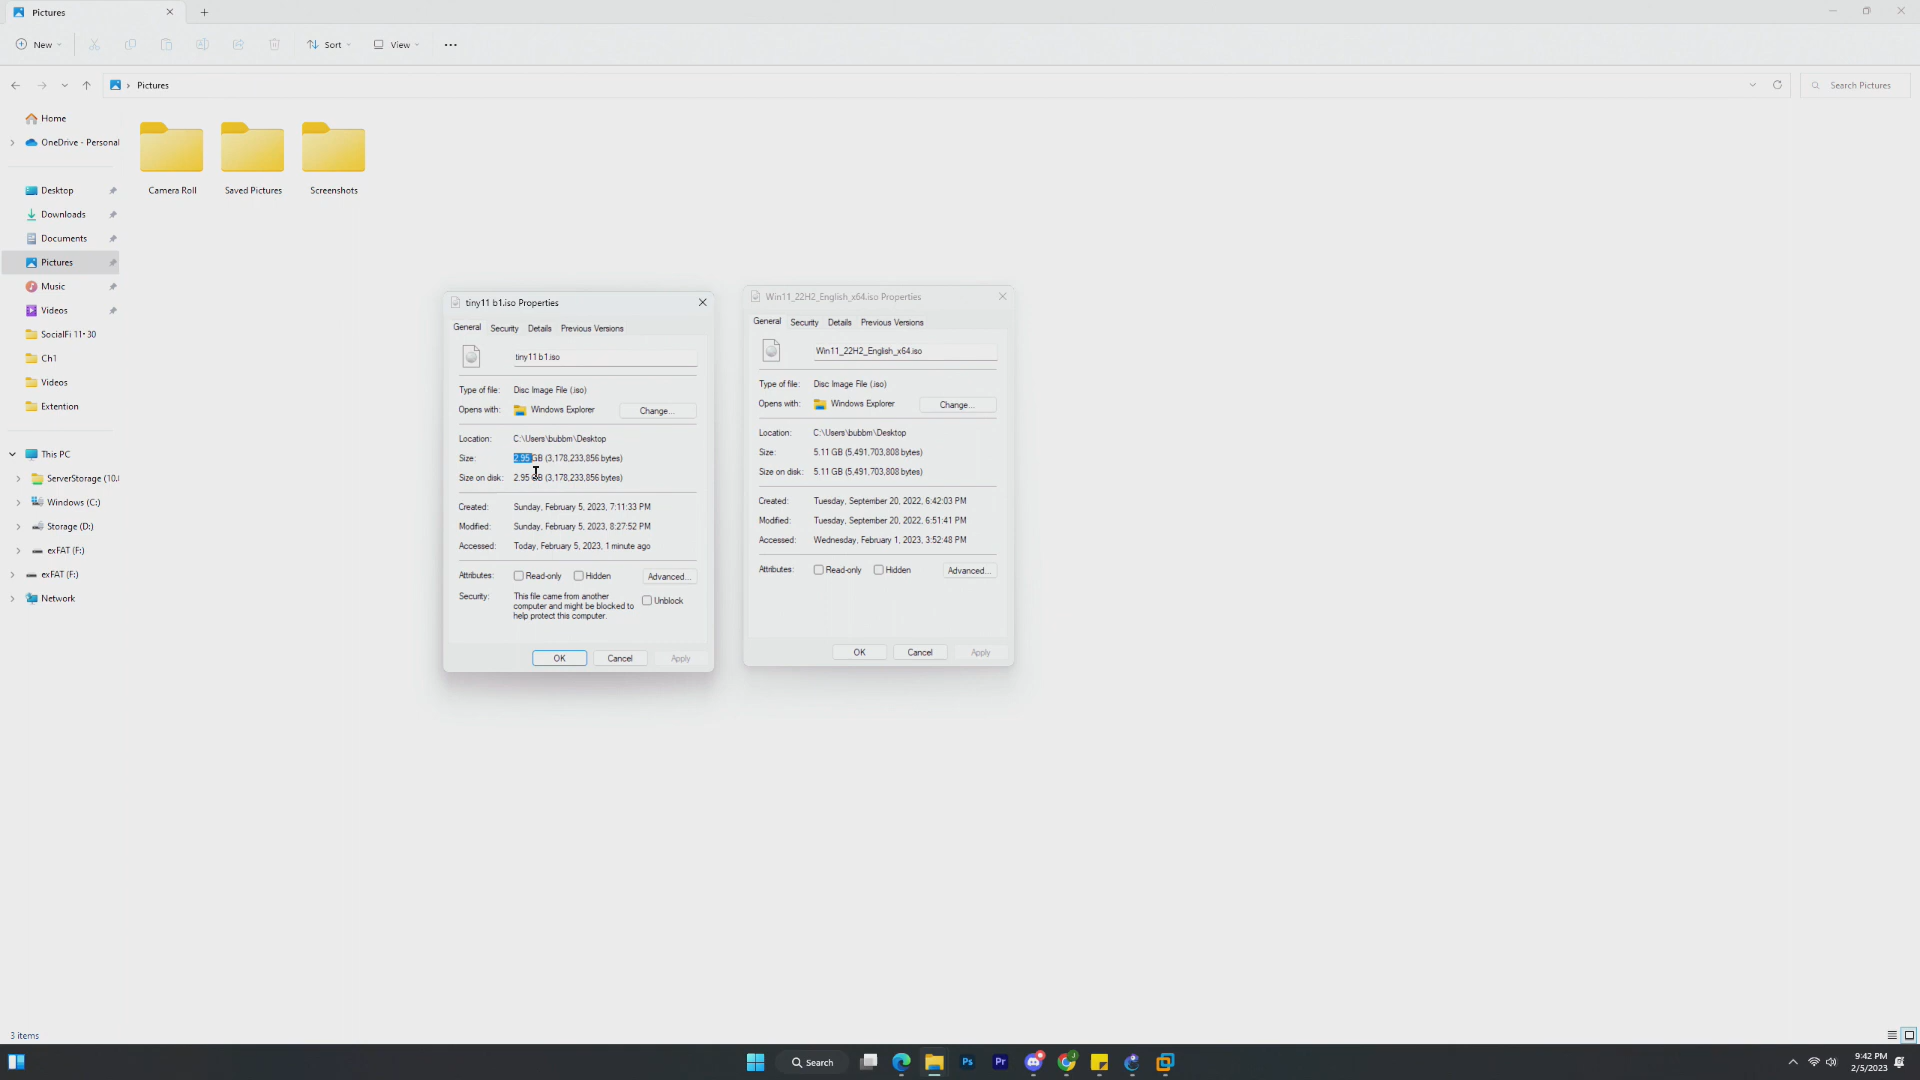 Pictures
New
Sort
View
Pictures
Search Pictures
Home
OneDrive - Personal
Desktop
Downloads
Documents
Pictures
Music
Videos
SocialFi 11-30
Ch1
Videos
Extention
This PC
ServerStorage (10.
Windows (C:)
Storage (D:)
exFAT (F:)
exFAT (F:)
Network
Camera Roll
Saved Pictures
Screenshots
tiny11 b1.iso Properties
General Security Details Previous Versions
tiny11 b1.iso
Type of file: Disc Image File (.iso)
Opens with: Windows Explorer Change...
Location: C:\Users\bubbm\Desktop
Size: 2.95 GB (3,178,233,856 bytes)
Size on disk: 2.95 GB (3,178,233,856 bytes)
Created: Sunday, February 5, 2023, 7:11:33 PM
Modified: Sunday, February 5, 2023, 8:27:52 PM
Accessed: Today, February 5, 2023, 1 minute ago
Attributes: Read-only Hidden Advanced...
Security: This file came from another
computer and might be blocked to
help protect this computer.
Unblock
OK Cancel Apply
Win11_22H2_English_x64.iso Properties
General Security Details Previous Versions
Win11_22H2_English_x64.iso
Type of file: Disc Image File (.iso)
Opens with: Windows Explorer Change...
Location: C:\Users\bubbm\Desktop
Size: 5.11 GB (5,491,703,808 bytes)
Size on disk: 5.11 GB (5,491,703,808 bytes)
Created: Tuesday, September 20, 2022, 6:42:03 PM
Modified: Tuesday, September 20, 2022, 6:51:41 PM
Accessed: Wednesday, February 1, 2023, 3:52:48 PM
Attributes: Read-only Hidden Advanced...
OK Cancel Apply
3 items
Search
Ps
Pr
9:42 PM
2/5/2023